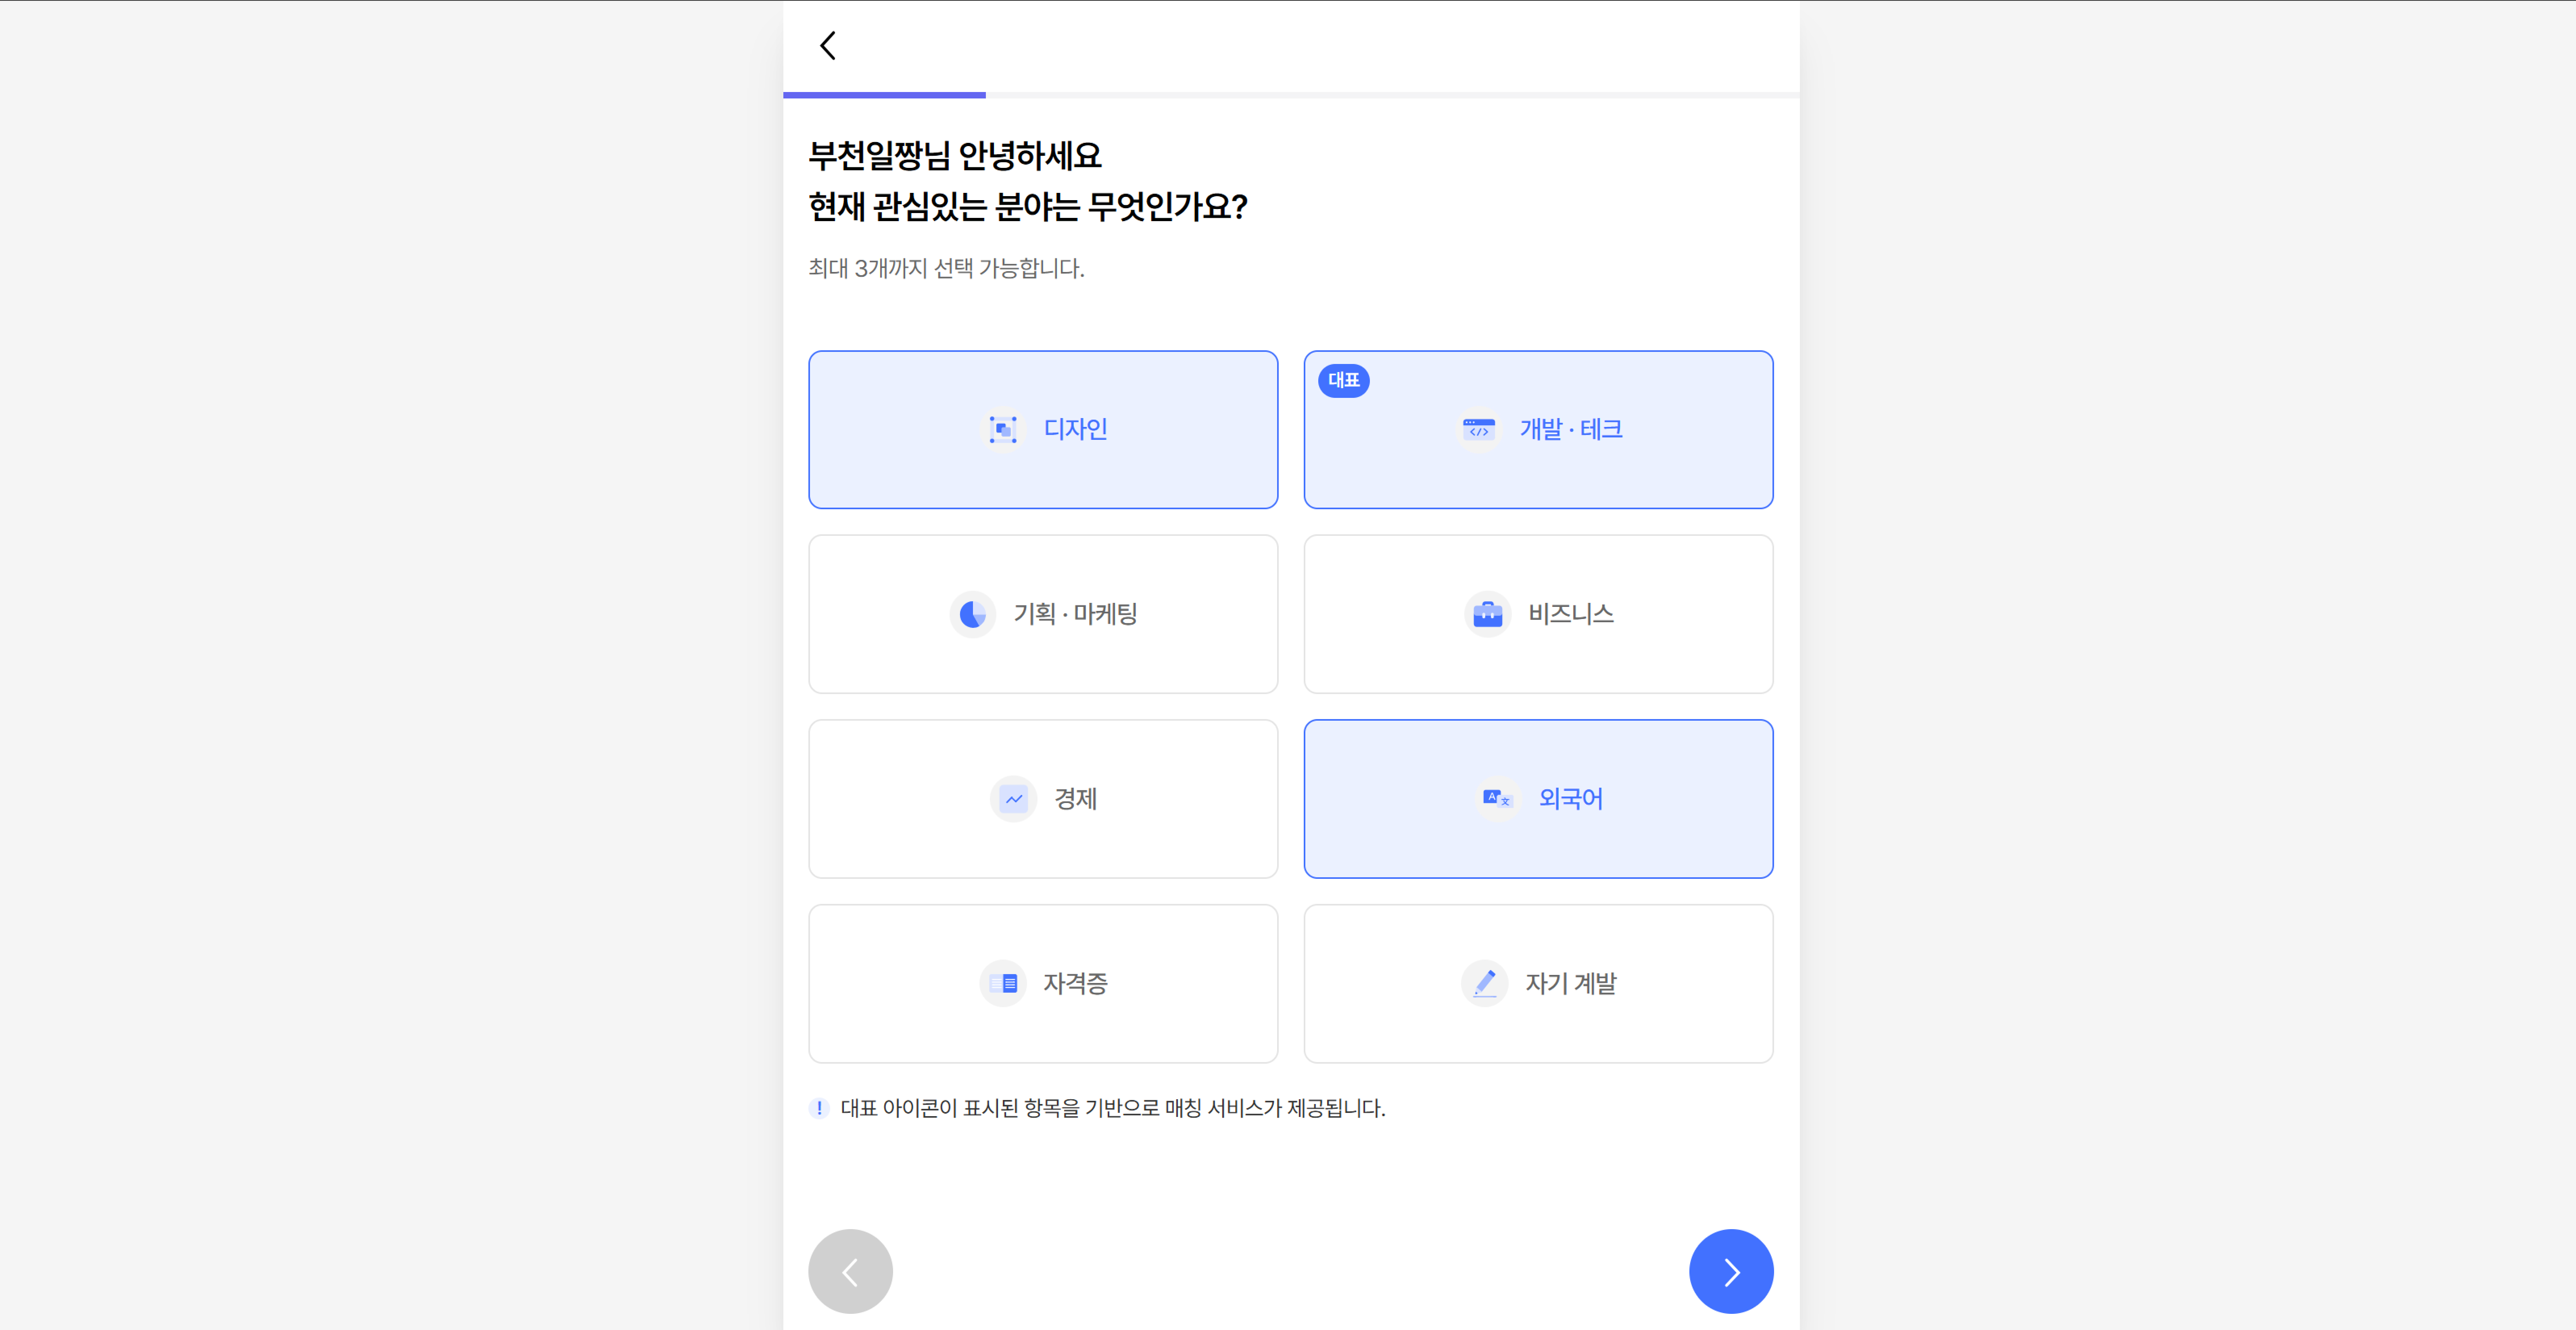 부천일짱님 안녕하세요
현재 관심있는 분야는 무엇인가요?
최대 3개까지 선택 가능합니다.
디자인
대표
개발 · 테크
기획 · 마케팅
비즈니스
경제
A 文
외국어
자격증
자기 계발
! 대표 아이콘이 표시된 항목을 기반으로 매칭 서비스가 제공됩니다.